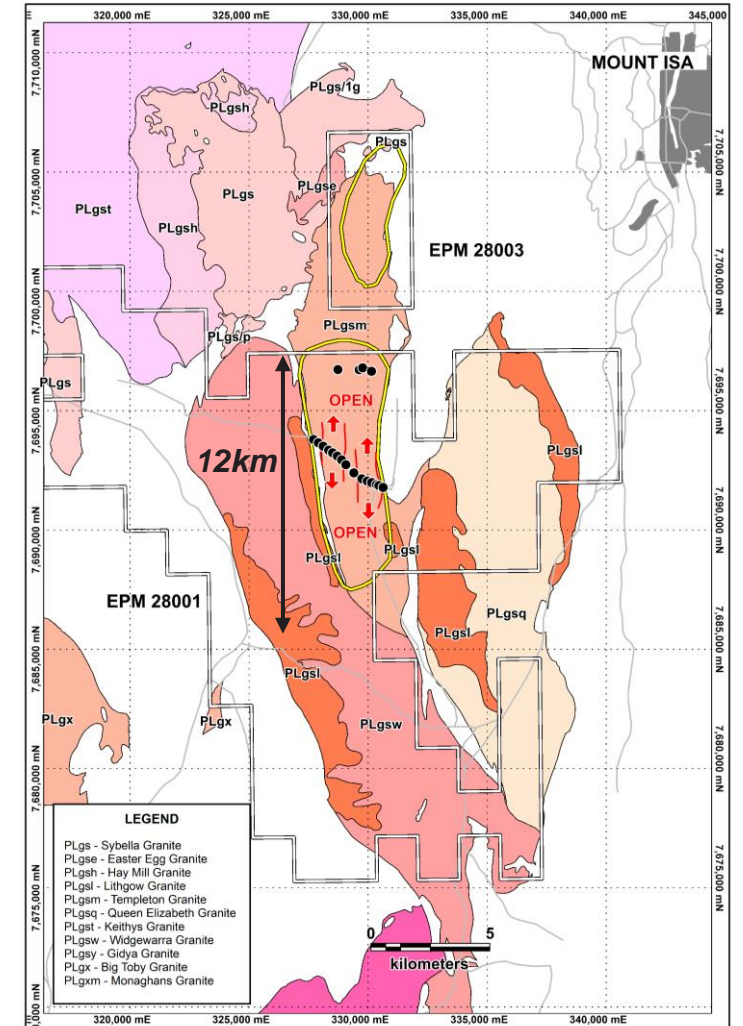 320,000 mE 325,000 mE 330,000 mE 335,000 mE 340,000 mE 345,000
7,710,000 mN
MOUNT ISA
PLgs/1g
PLgsh
PLgs
7,705,000 mN
7,705,000 mN
PLgst
PLgs
PLgse
PLgsh
EPM 28003
7,700,000 mN
7,700,000 mN
PLgsm
PLgs/p
PLgs
7,695,000 mN
7,695,000 mN
OPEN
12km
PLgsl
7,690,000 mN
7,690,000 mN
OPEN
PLgsl
PLgsl
EPM 28001
PLgsl
PLgsq
7,685,000 mN
7,685,000 mN
PLgsl
PLgx
PLgx
PLgsw
7,680,000 mN
7,680,000 mN
LEGEND
PLgs - Sybella Granite
PLgse - Easter Egg Granite
PLgsh - Hay Mill Granite
PLgsl - Lithgow Granite
PLgsm - Templeton Granite
PLgsq - Queen Elizabeth Granite
PLgst - Keithys Granite
PLgsw - Widgewarra Granite
PLgsy - Gidya Granite
PLgx - Big Toby Granite
PLgxm - Monaghans Granite
7,675,000 mN
7,675,000 mN
0 5
kilometers
,000 mN
320,000 mE 325,000 mE 330,000 mE 335,000 mE 340,000 mE